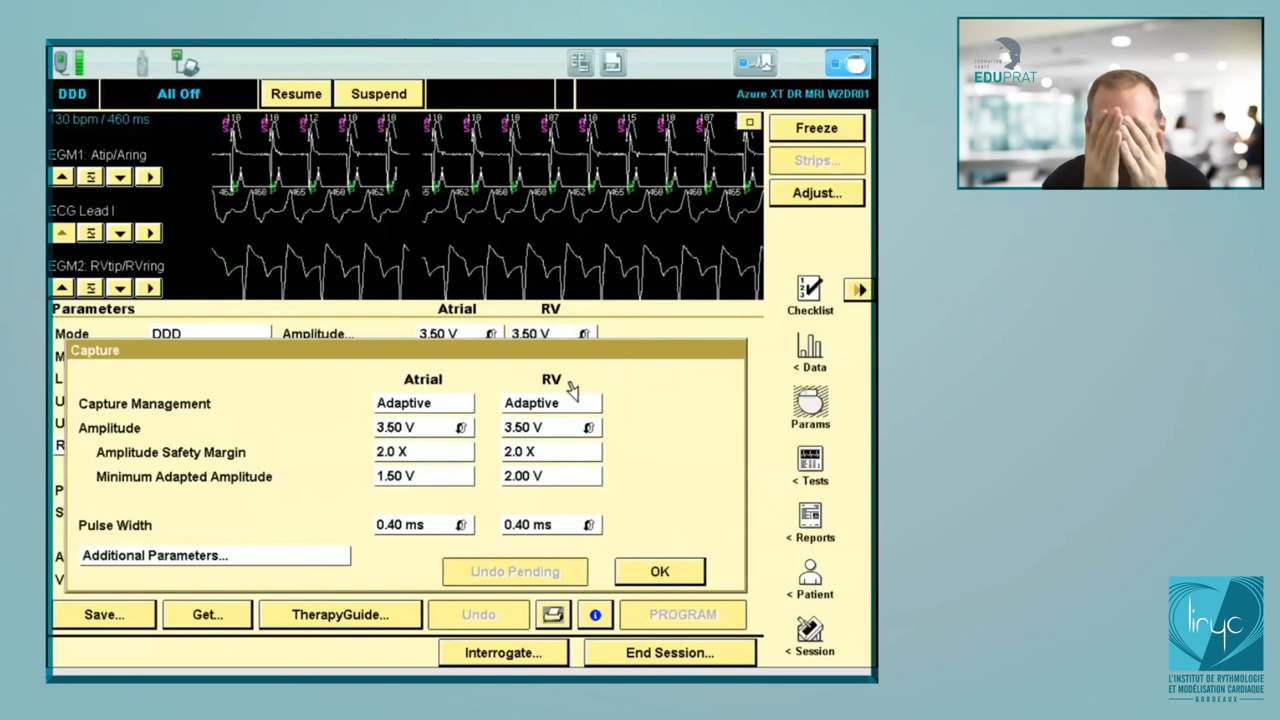 FORMATION
SANTÉ
EDUPRAT
DDD
All Off
Resume
Suspend
Azure XT DR MRI W2DR01
130 bpm / 460 ms
Freeze
EGM1: Atip/Aring
Strips...
Adjust...
ECG Lead I
EGM2: RVtip/RVring
Checklist
Parameters Atrial RV
Mode DDD Amplitude... 3.50 V 3.50 V
Capture
< Data
Atrial RV
Capture Management Adaptive Adaptive
Amplitude 3.50 V 3.50 V
Params
Amplitude Safety Margin 2.0 X 2.0 X
Minimum Adapted Amplitude 1.50 V 2.00 V
< Tests
Pulse Width 0.40 ms 0.40 ms
< Reports
Additional Parameters...
Undo Pending
OK
< Patient
Save...
Get...
TherapyGuide...
Undo
PROGRAM
Interrogate...
End Session...
< Session
liryc
L'INSTITUT DE RYTHMOLOGIE
ET MODÉLISATION CARDIAQUE
BORDEAUX